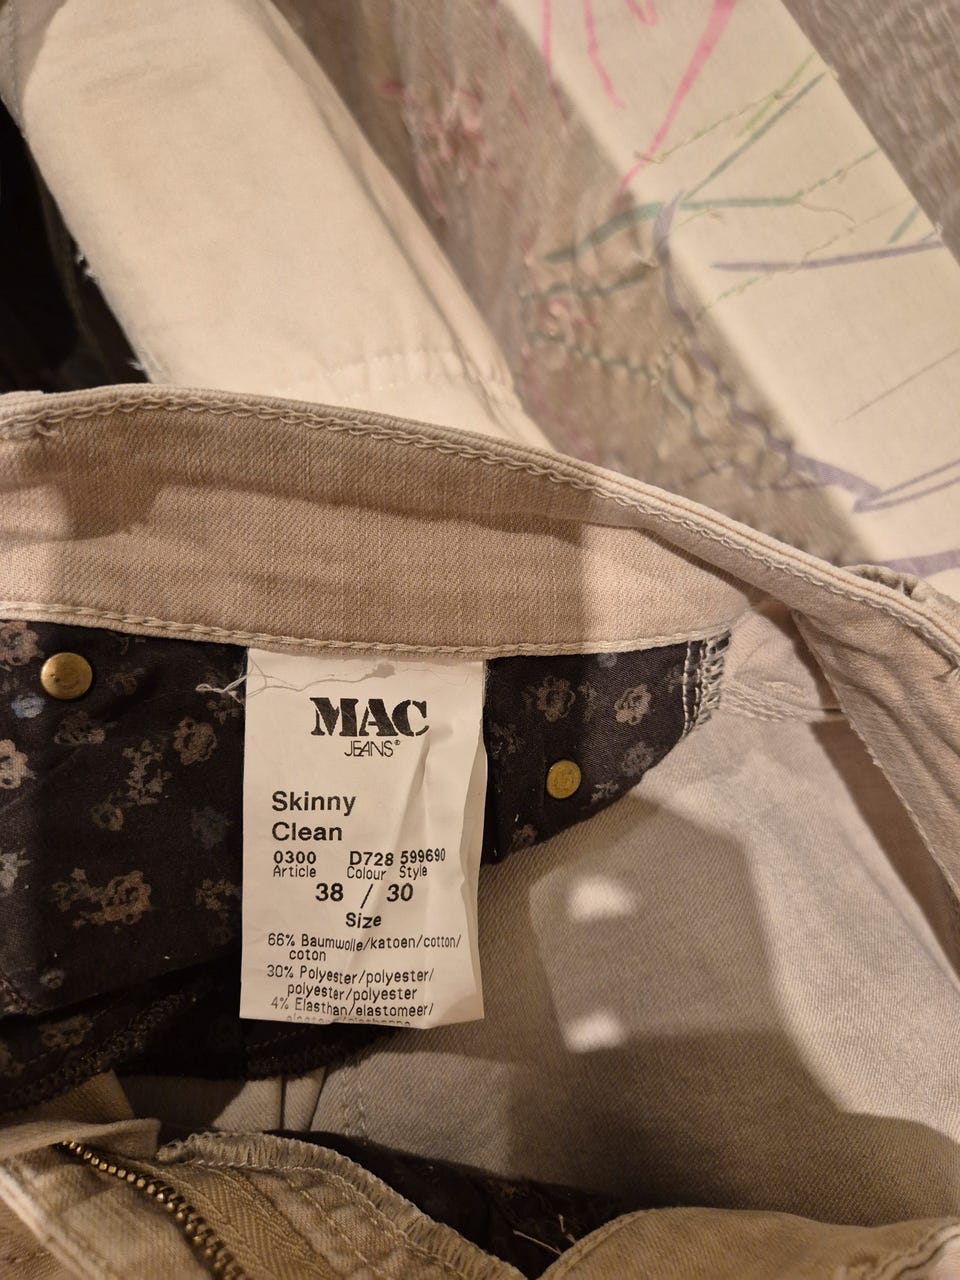 MAC
JEANS®
Skinny
Clean
0300 D728 599690
Article Colour Style
38 / 30
Size
66% Baumwolle/katoen/cotton/
coton
30% Polyester/polyester/
polyester/polyester
4% Elasthan/elastomeer/